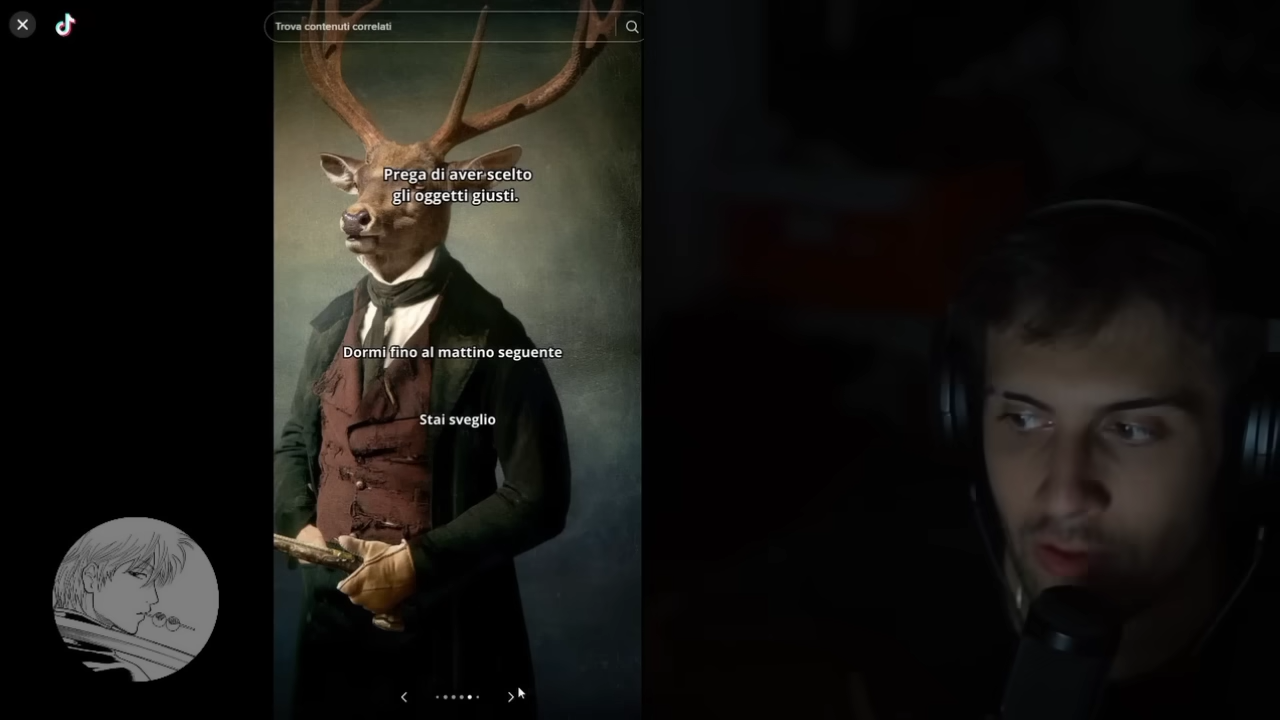 Trova contenuti correlati
Prega di aver scelto
gli oggetti giusti.
Dormi fino al mattino seguente
Stai sveglio